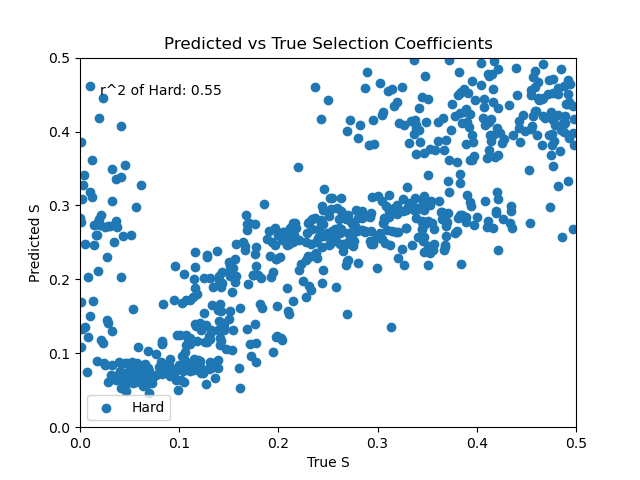 Predicted vs True Selection Coefficients
r^2 of Hard: 0.55
Predicted S
0.5
0.4
0.3
0.2
0.1
0.0
Hard
0.0 0.1 0.2 0.3 0.4 0.5
True S